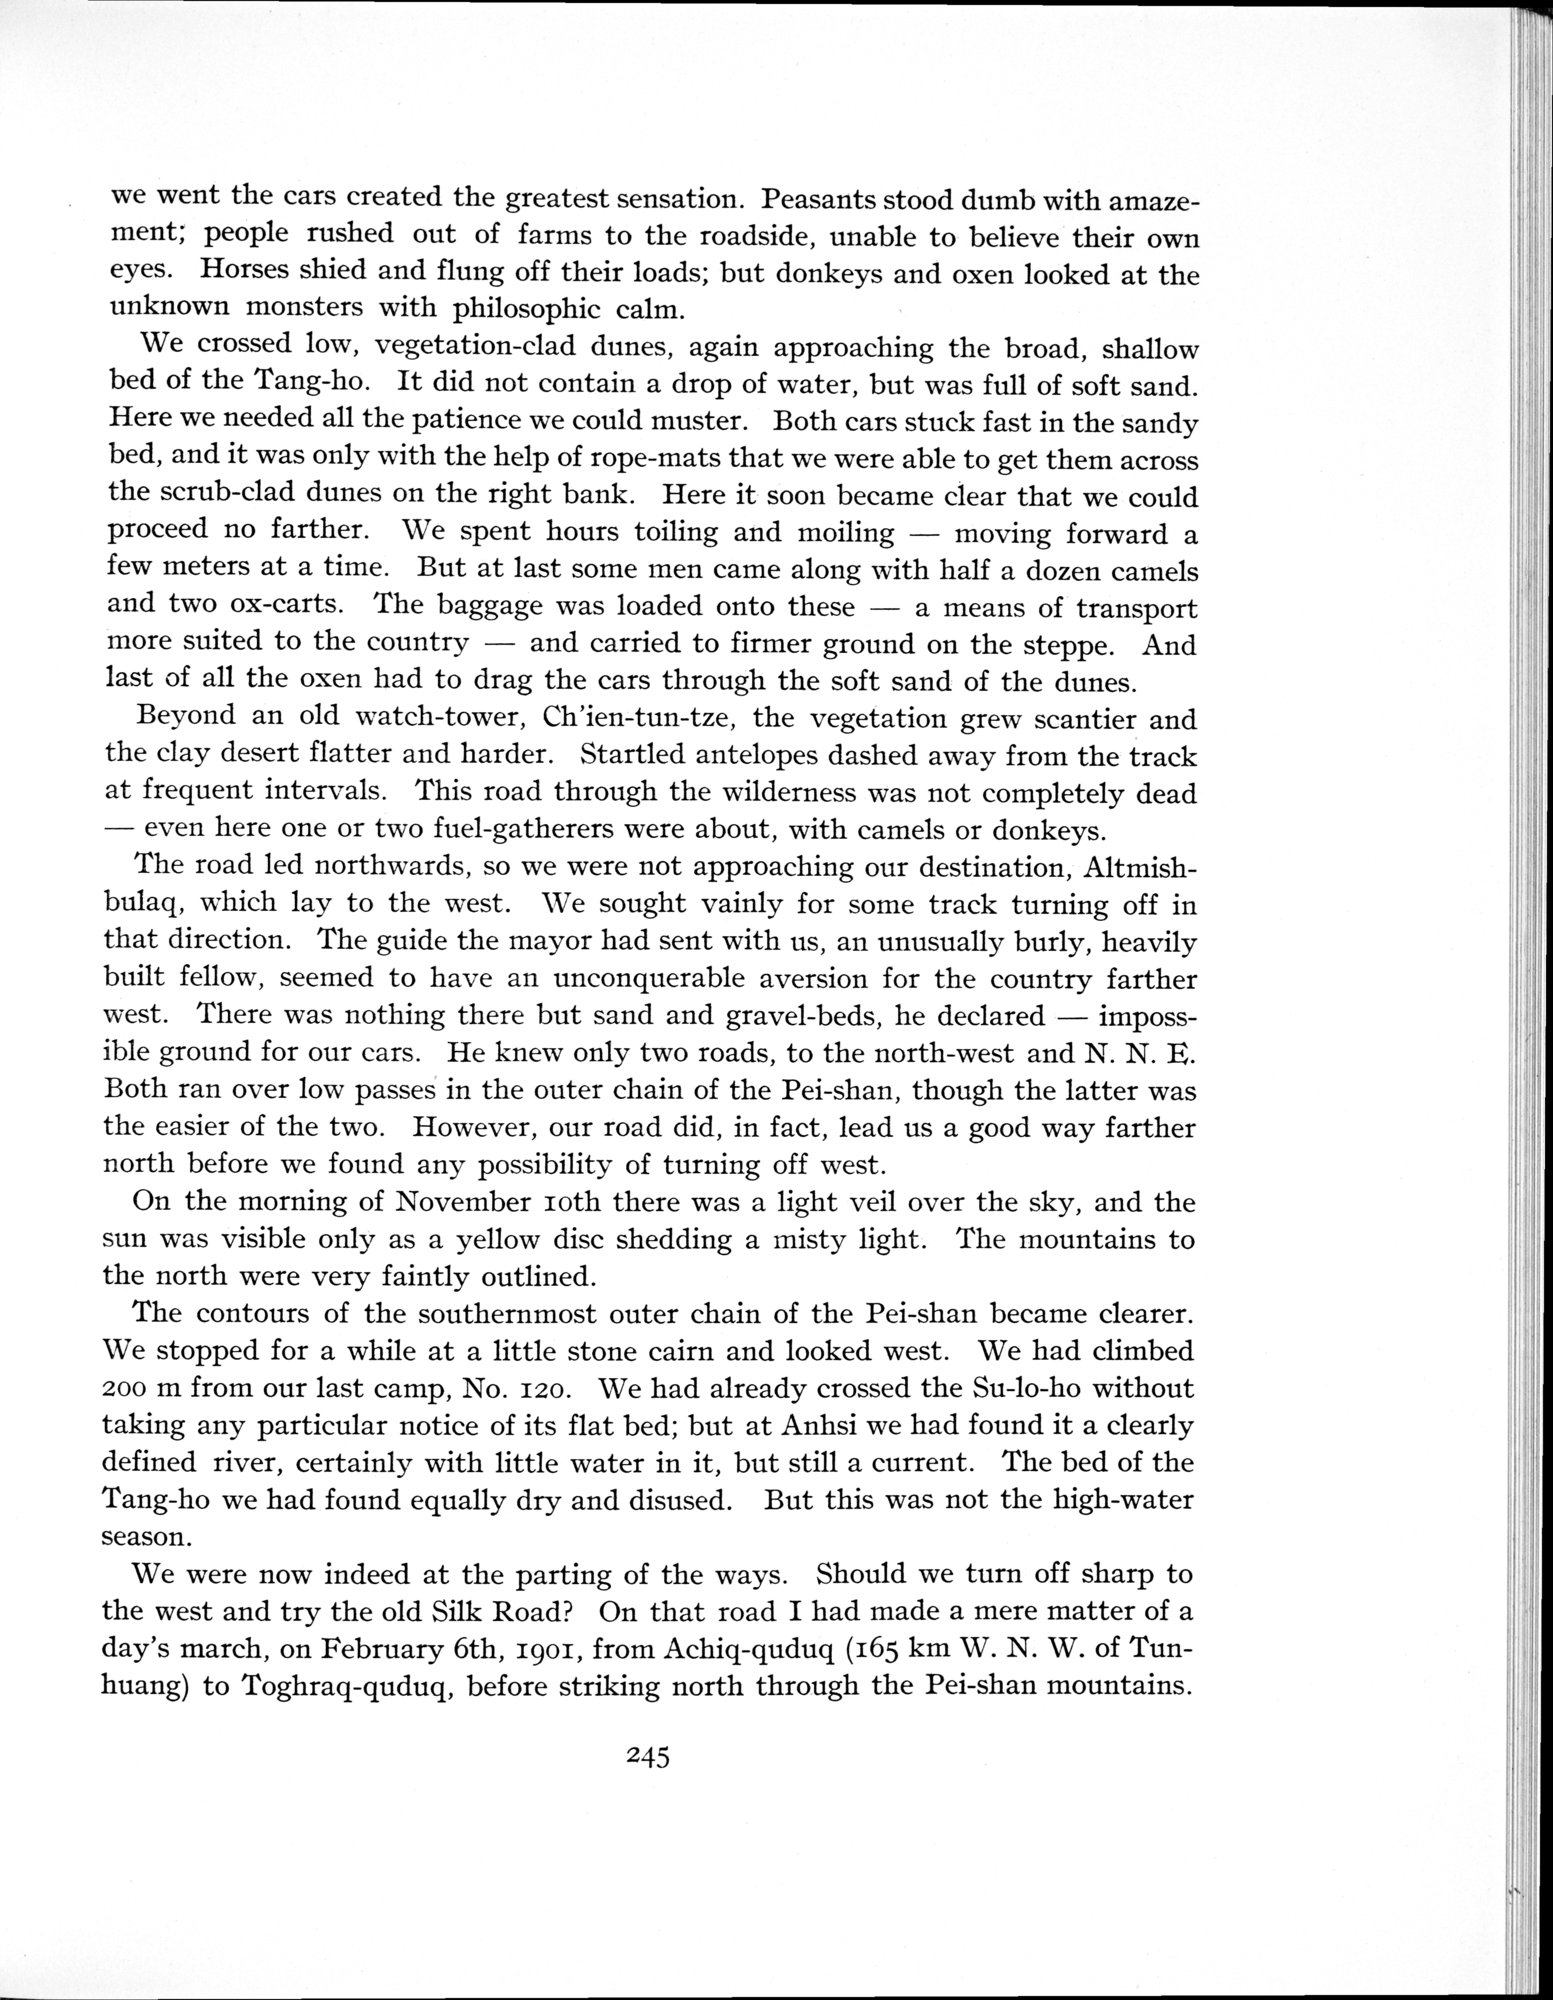 we went the cars created the greatest sensation. Peasants stood dumb with amaze-
ment; people rushed out of farms to the roadside, unable to believe their own
eyes. Horses shied and flung off their loads; but donkeys and oxen looked at the
unknown monsters with philosophic calm.
We crossed low, vegetation-clad dunes, again approaching the broad, shallow
bed of the Tang-ho. It did not contain a drop of water, but was full of soft sand.
Here we needed all the patience we could muster. Both cars stuck fast in the sandy
bed, and it was only with the help of rope-mats that we were able to get them across
the scrub-clad dunes on the right bank. Here it soon became clear that we could
proceed no farther. We spent hours toiling and moiling — moving forward a
few meters at a time. But at last some men came along with half a dozen camels
and two ox-carts. The baggage was loaded onto these — a means of transport
more suited to the country — and carried to firmer ground on the steppe. And
last of all the oxen had to drag the cars through the soft sand of the dunes.
Beyond an old watch-tower, Ch'ien-tun-tze, the vegetation grew scantier and
the clay desert flatter and harder. Startled antelopes dashed away from the track
at frequent intervals. This road through the wilderness was not completely dead
— even here one or two fuel-gatherers were about, with camels or donkeys.
The road led northwards, so we were not approaching our destination, Altmish-
bulaq, which lay to the west. We sought vainly for some track turning off in
that direction. The guide the mayor had sent with us, an unusually burly, heavily
built fellow, seemed to have an unconquerable aversion for the country farther
west. There was nothing there but sand and gravel-beds, he declared — imposs-
ible ground for our cars. He knew only two roads, to the north-west and N. N. E.
Both ran over low passes in the outer chain of the Pei-shan, though the latter was
the easier of the two. However, our road did, in fact, lead us a good way farther
north before we found any possibility of turning off west.
On the morning of November 10th there was a light veil over the sky, and the
sun was visible only as a yellow disc shedding a misty light. The mountains to
the north were very faintly outlined.
The contours of the southernmost outer chain of the Pei-shan became clearer.
We stopped for a while at a little stone cairn and looked west. We had climbed
200 m from our last camp, No. 120. We had already crossed the Su-lo-ho without
taking any particular notice of its flat bed; but at Anhsi we had found it a clearly
defined river, certainly with little water in it, but still a current. The bed of the
Tang-ho we had found equally dry and disused. But this was not the high-water
season.
We were now indeed at the parting of the ways. Should we turn off sharp to
the west and try the old Silk Road? On that road I had made a mere matter of a
day's march, on February 6th, 1901, from Achiq-quduq (165 km W. N. W. of Tun-
huang) to Toghraq-quduq, before striking north through the Pei-shan mountains.
245